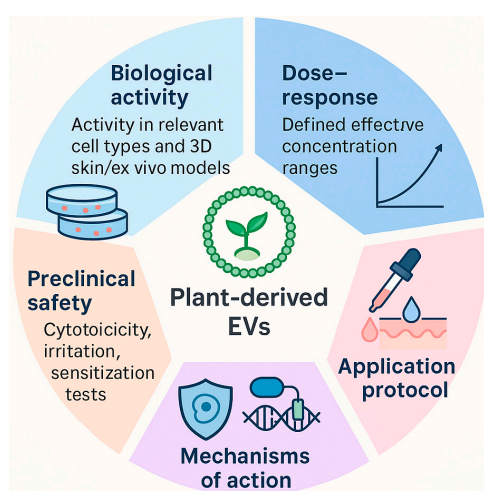 Biological
activity
Activity in relevant
cell types and 3D
skin/ex vivo models
Dose–
response
Defined effective
concentration
ranges
Plant-derived
EVs
Preclinical
safety
Cytotoicicity,
irritation,
sensitization
tests
Application
protocol
Mechanisms
of action